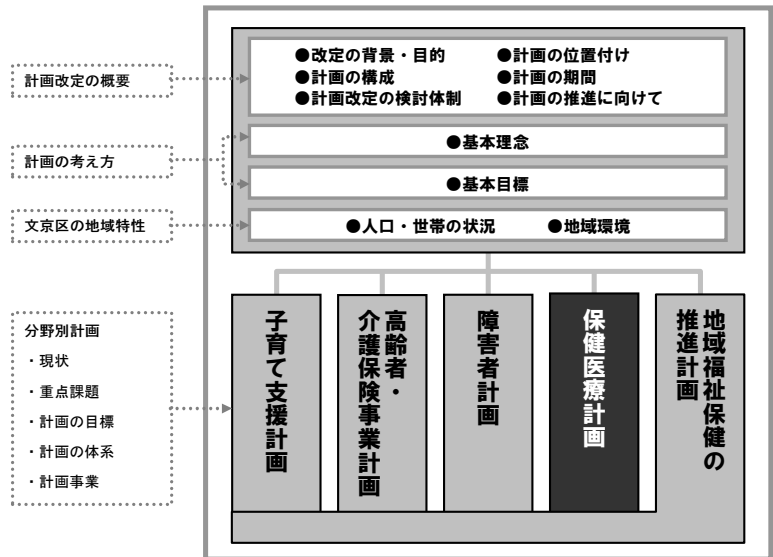 計画改定の概要
●改定の背景・目的 ●計画の位置付け
●計画の構成 ●計画の期間
●計画改定の検討体制 ●計画の推進に向けて
計画の考え方
●基本理念
●基本目標
文京区の地域特性
●人口・世帯の状況 ●地域環境
分野別計画
・現状
・重点課題
・計画の目標
・計画の体系
・計画事業
子育て支援計画
高齢者・
介護保険事業計画
障害者計画
保健医療計画
地域福祉保健の
推進計画